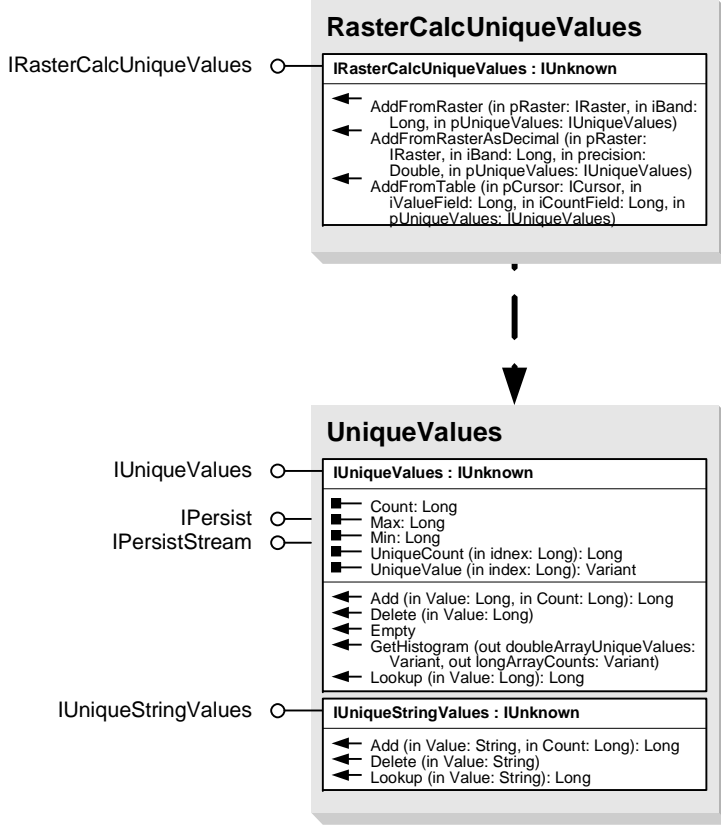 RasterCalcUniqueValues
IRasterCalcUniqueValues
IRasterCalcUniqueValues : IUnknown
AddFromRaster (in pRaster: IRaster, in iBand:
Long, in pUniqueValues: IUniqueValues)
AddFromRasterAsDecimal (in pRaster:
IRaster, in iBand: Long, in precision:
Double, in pUniqueValues: IUniqueValues)
AddFromTable (in pCursor: ICursor, in
iValueField: Long, in iCountField: Long, in
pUniqueValues: IUniqueValues)
UniqueValues
IUniqueValues
IUniqueValues : IUnknown
IPersist
IPersistStream
Count: Long
Max: Long
Min: Long
UniqueCount (in idnex: Long): Long
UniqueValue (in index: Long): Variant
Add (in Value: Long, in Count: Long): Long
Delete (in Value: Long)
Empty
GetHistogram (out doubleArrayUniqueValues:
Variant, out longArrayCounts: Variant)
Lookup (in Value: Long): Long
IUniqueStringValues
IUniqueStringValues : IUnknown
Add (in Value: String, in Count: Long): Long
Delete (in Value: String)
Lookup (in Value: String): Long